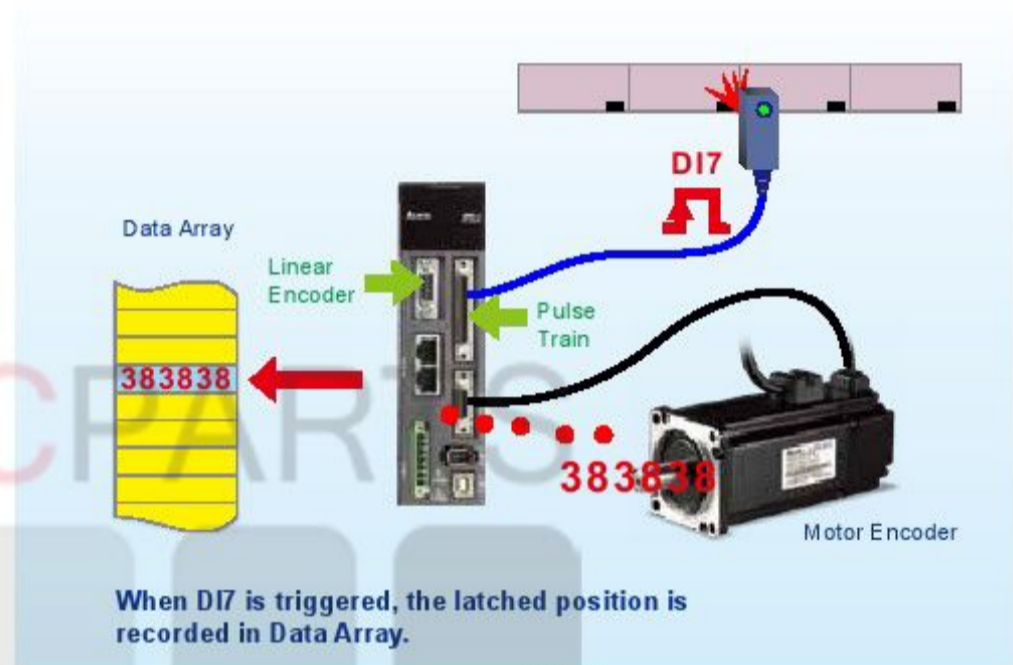 DI7
Data Array
Linear
Encoder
Pulse
Train
383838
383838
Motor Encoder
CPARTS
When DI7 is triggered, the latched position is
recorded in Data Array.